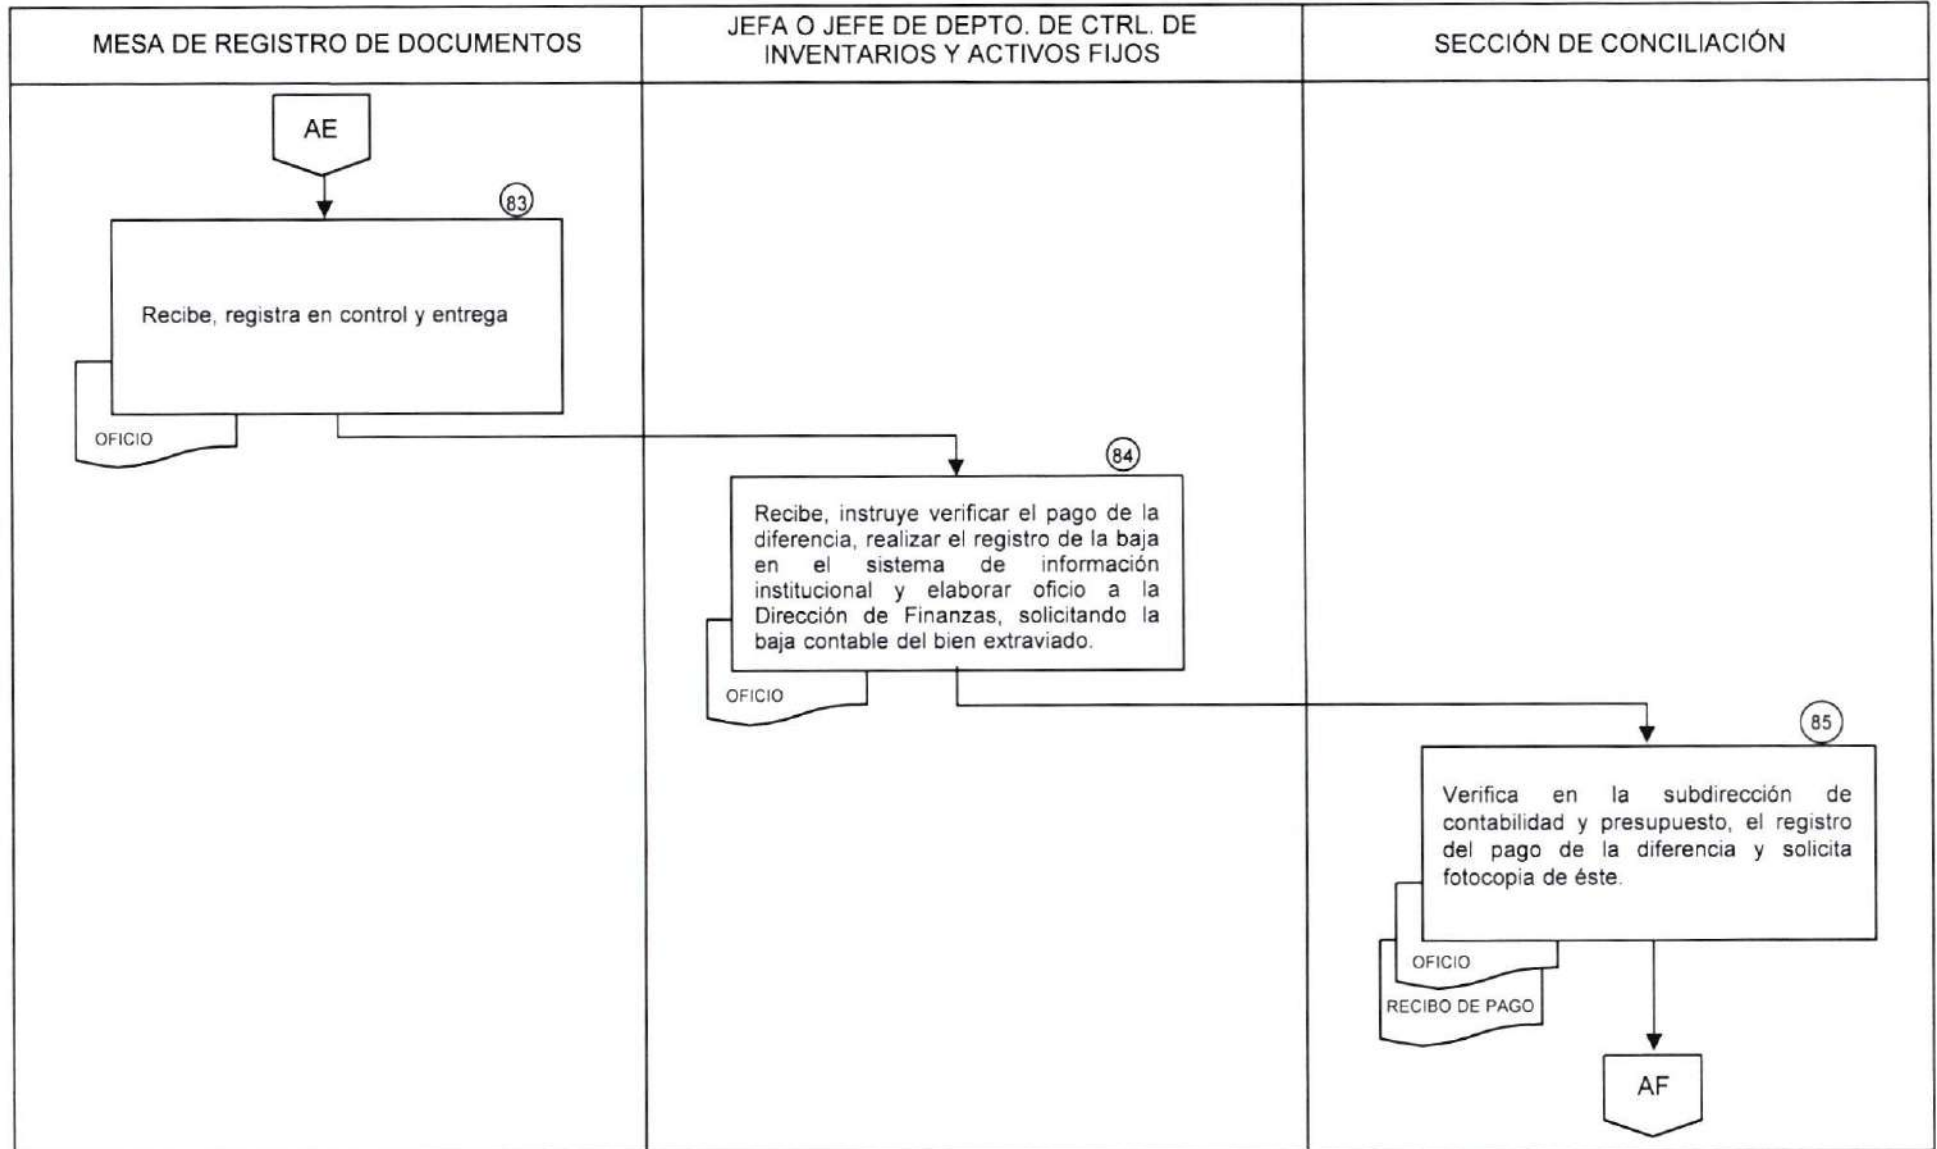 MESA DE REGISTRO DE DOCUMENTOS
JEFA O JEFE DE DEPTO. DE CTRL. DE
INVENTARIOS Y ACTIVOS FIJOS
SECCIÓN DE CONCILIACIÓN
AE
83
Recibe, registra en control y entrega
OFICIO
84
Recibe, instruye verificar el pago de la
diferencia, realizar el registro de la baja
en el sistema de información
institucional y elaborar oficio a la
Dirección de Finanzas, solicitando la
baja contable del bien extraviado.
OFICIO
85
Verifica en la subdirección de
contabilidad y presupuesto, el registro
del pago de la diferencia y solicita
fotocopia de éste.
OFICIO
RECIBO DE PAGO
AF